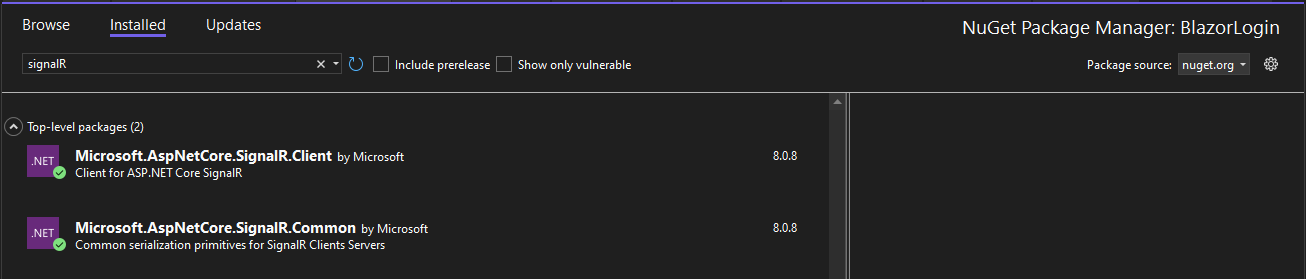 Browse Installed Updates NuGet Package Manager: BlazorLogin
signalR Include prerelease Show only vulnerable Package source: nuget.org
Top-level packages (2)
.NET Microsoft.AspNetCore.SignalR.Client by Microsoft 8.0.8
Client for ASP.NET Core SignalR
.NET Microsoft.AspNetCore.SignalR.Common by Microsoft 8.0.8
Common serialization primitives for SignalR Clients Servers